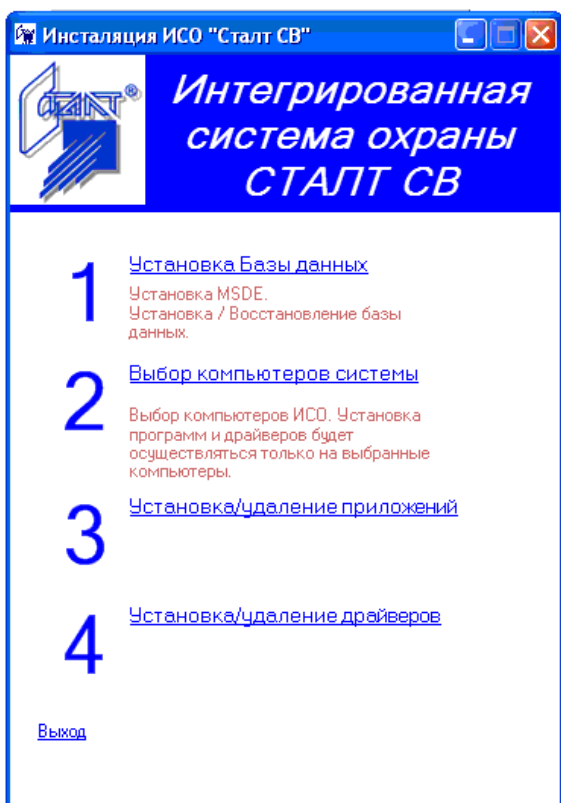 Инсталяция ИСО "Сталт СВ"
Сталт®
Интегрированная
система охраны
СТАЛТ СВ
1
Установка Базы данных
Установка MSDE.
Установка / Восстановление базы
данных.
2
Выбор компьютеров системы
Выбор компьютеров ИСО. Установка
программ и драйверов будет
осуществляться только на выбранные
компьютеры.
3
Установка/удаление приложений
4
Установка/удаление драйверов
Выход